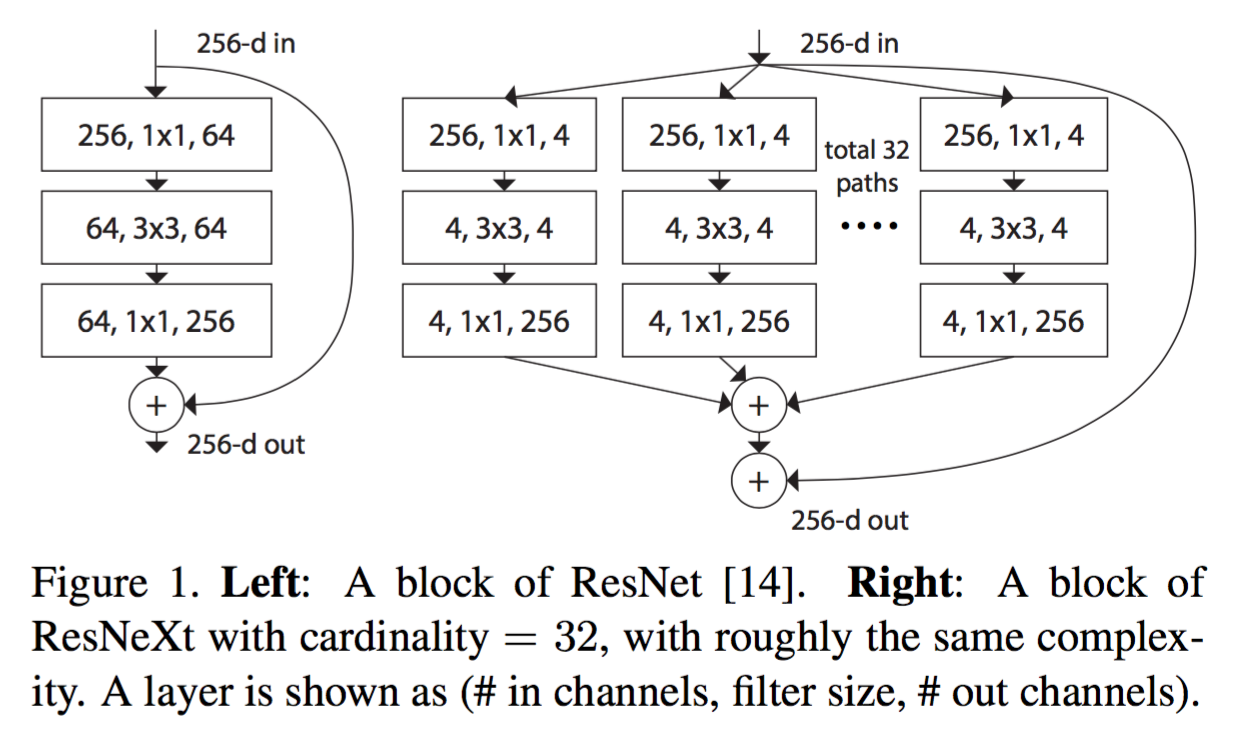 256-d in
256, 1x1, 64
64, 3x3, 64
64, 1x1, 256
+
256-d out
256-d in
256, 1x1, 4
256, 1x1, 4
total 32
paths
....
256, 1x1, 4
4, 3x3, 4
4, 3x3, 4
4, 3x3, 4
4, 1x1, 256
4, 1x1, 256
4, 1x1, 256
+
+
256-d out
Figure 1. Left: A block of ResNet [14]. Right: A block of
ResNeXt with cardinality = 32, with roughly the same complex-
ity. A layer is shown as (# in channels, filter size, # out channels).